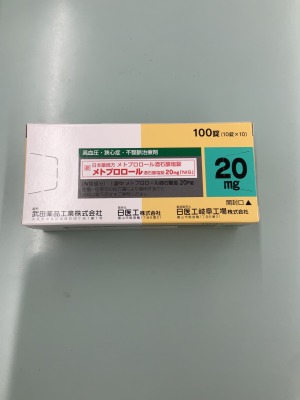 100錠 (10錠×10)
高血圧・狭心症・不整脈治療剤
日本薬局方 メトプロロール酒石酸塩錠
メトプロロール 酒石酸塩錠 20mg「NIG」
20
mg
開封口▲
武田薬品工業株式会社
日医工株式会社
日医工岐阜工場株式会社